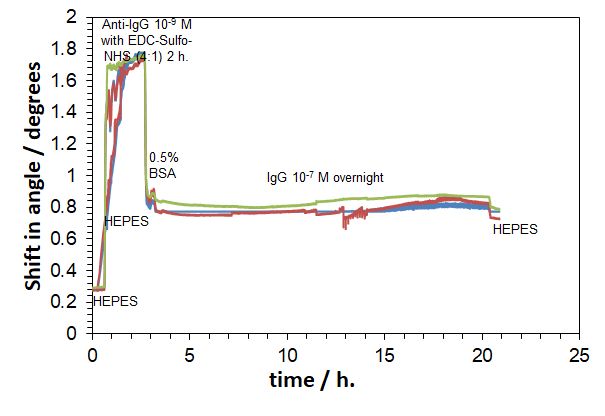 2
1.8
1.6
1.4
1.2
1
0.8
0.6
0.4
0.2
0
Shift in angle / degrees
Anti-IgG 10⁻⁹ M
with EDC-Sulfo-
NHS (4:1) 2 h.
0.5%
BSA
IgG 10⁻⁷ M overnight
HEPES
HEPES
HEPES
0 5 10 15 20 25
time / h.